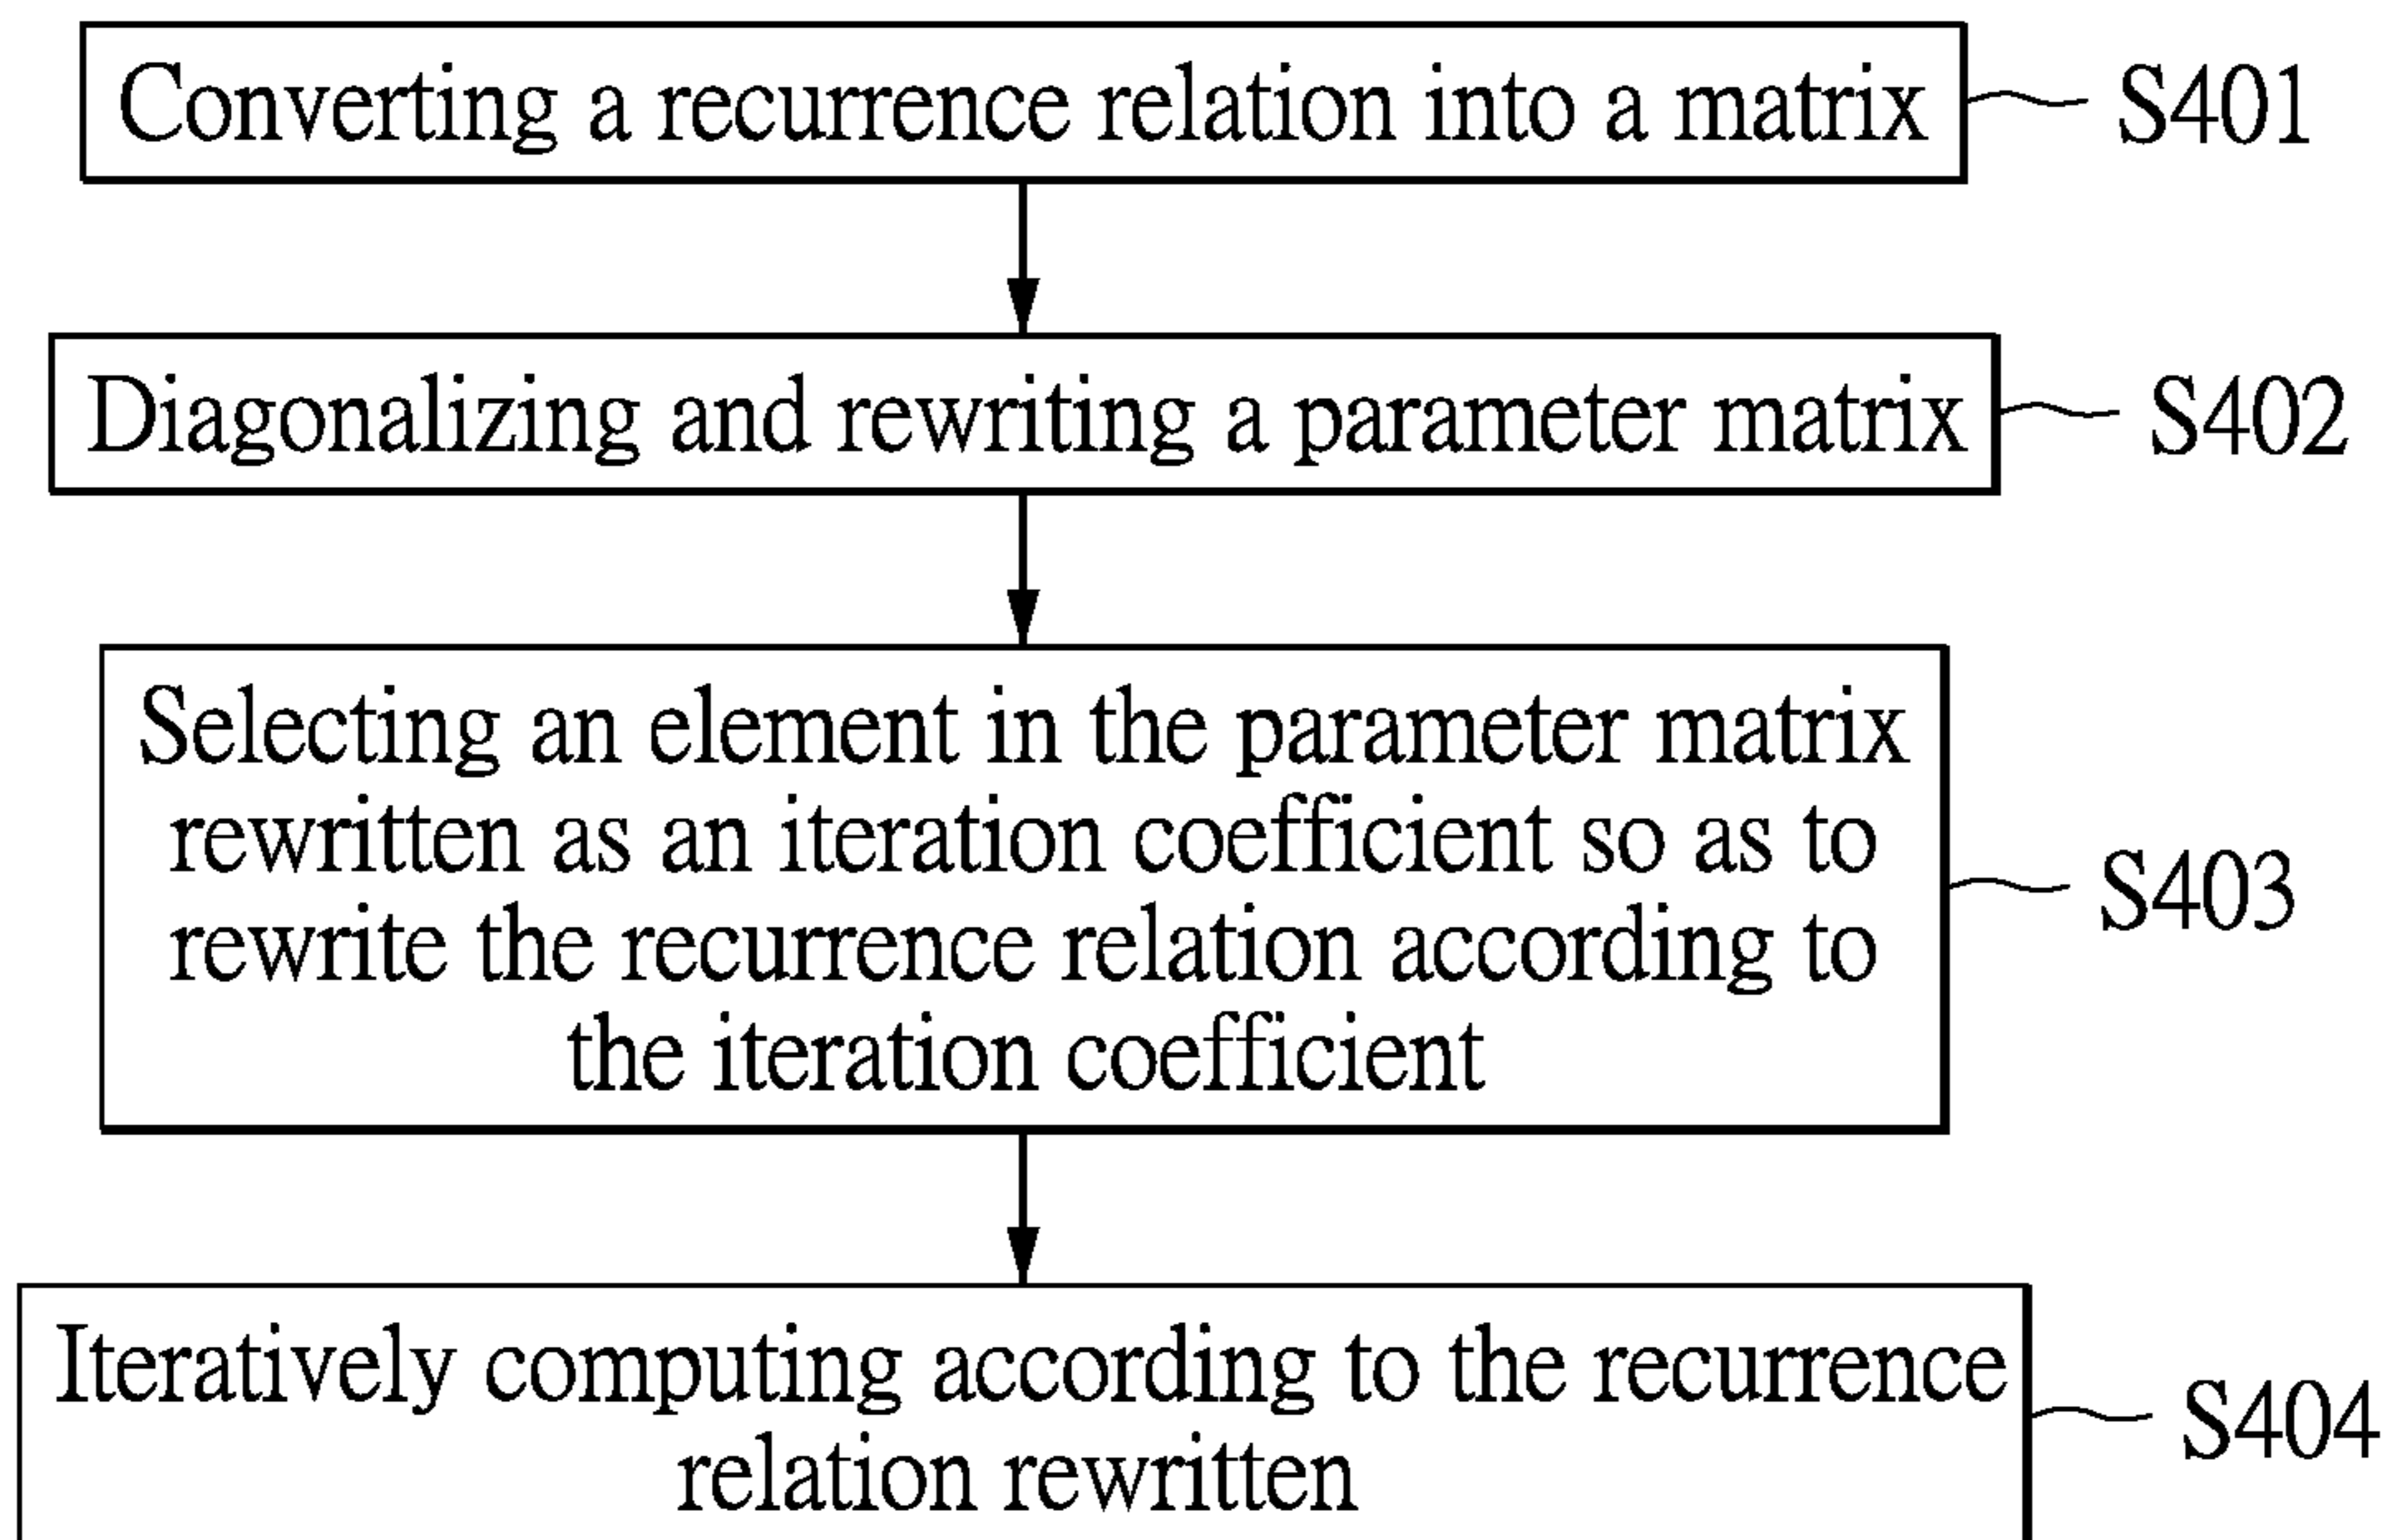 Converting a recurrence relation into a matrix S401
Diagonalizing and rewriting a parameter matrix S402
Selecting an element in the parameter matrix
rewritten as an iteration coefficient so as to
rewrite the recurrence relation according to
the iteration coefficient
S403
Iteratively computing according to the recurrence
relation rewritten
S404